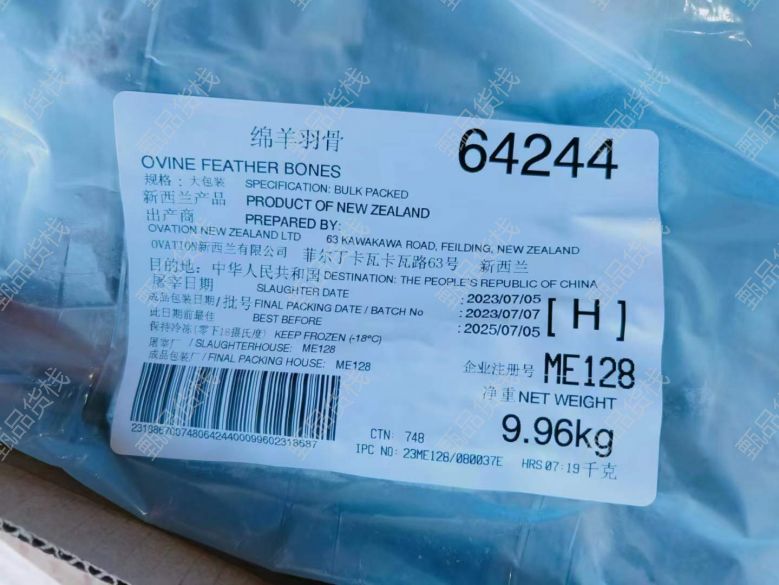 绵羊羽骨
64244
OVINE FEATHER BONES
规格：大包装 SPECIFICATION: BULK PACKED
新西兰产品 PRODUCT OF NEW ZEALAND
出产商 PREPARED BY:
OVATION NEW ZEALAND LTD 63 KAWAKAWA ROAD, FEILDING, NEW ZEALAND
OVATION新西兰有限公司 菲尔丁卡瓦卡瓦路63号 新西兰
目的地：中华人民共和国 DESTINATION: THE PEOPLE'S REPUBLIC OF CHINA
屠宰日期 SLAUGHTER DATE : 2023/07/05
成品包装日期/批号 FINAL PACKING DATE / BATCH No : 2023/07/07
此日期前最佳 BEST BEFORE : 2025/07/05
[H]
保持冷冻(零下18摄氏度) KEEP FROZEN (-18°C)
屠宰厂 / SLAUGHTERHOUSE: ME128
成品包装厂/ FINAL PACKING HOUSE: ME128
企业注册号 ME128
净重 NET WEIGHT
9.96kg
千克
CTN: 748
IPC NO: 23ME128/080037E HRS 07:19
甄品货栈